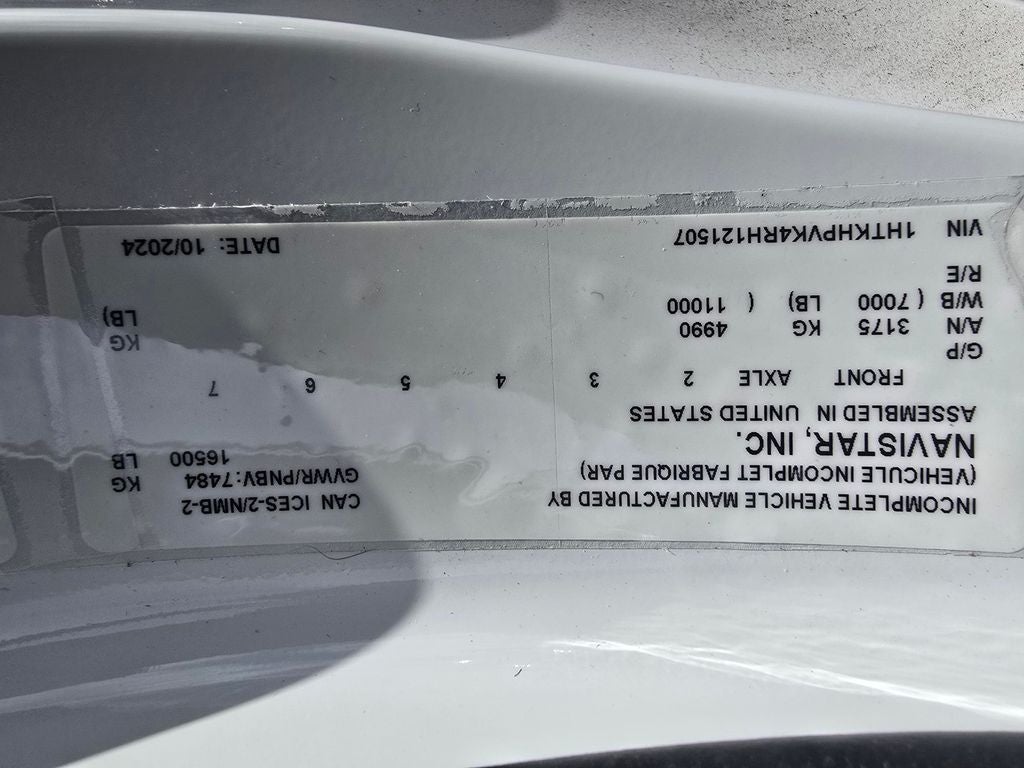 INCOMPLETE VEHICLE MANUFACTURED BY
(VEHICULE INCOMPLET FABRIQUE PAR)
NAVISTAR, INC.
ASSEMBLED IN UNITED STATES
CAN ICES-2/NMB-2
GVWR/PNBV:7484 KG
16500 LB
FRONT AXLE 2 3 4 5 6 7
G/P
A/N 3175 KG 4990 KG
W/B ( 7000 LB) ( 11000 LB)
R/E
VIN 1HTKHPVK4RH121507 DATE: 10/2024